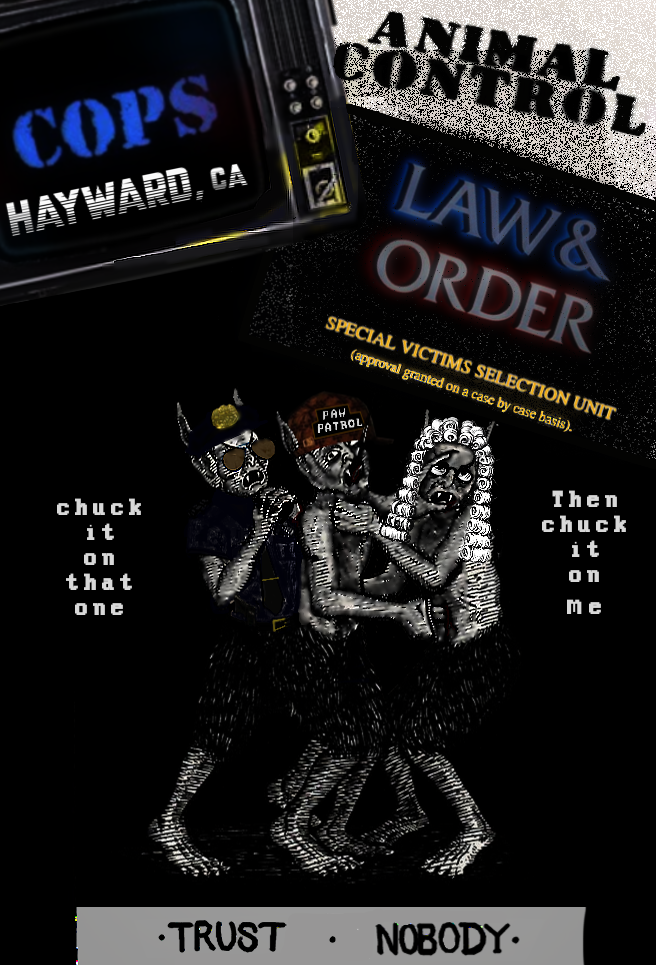 COPS
HAYWARD, CA
ANIMAL
CONTROL
LAW &
ORDER
SPECIAL VICTIMS SELECTION UNIT
(approval granted on a case by case basis).
PAW
PATROL
chuck
it
on
that
one
Then
chuck
it
on
me
·TRUST · NOBODY·